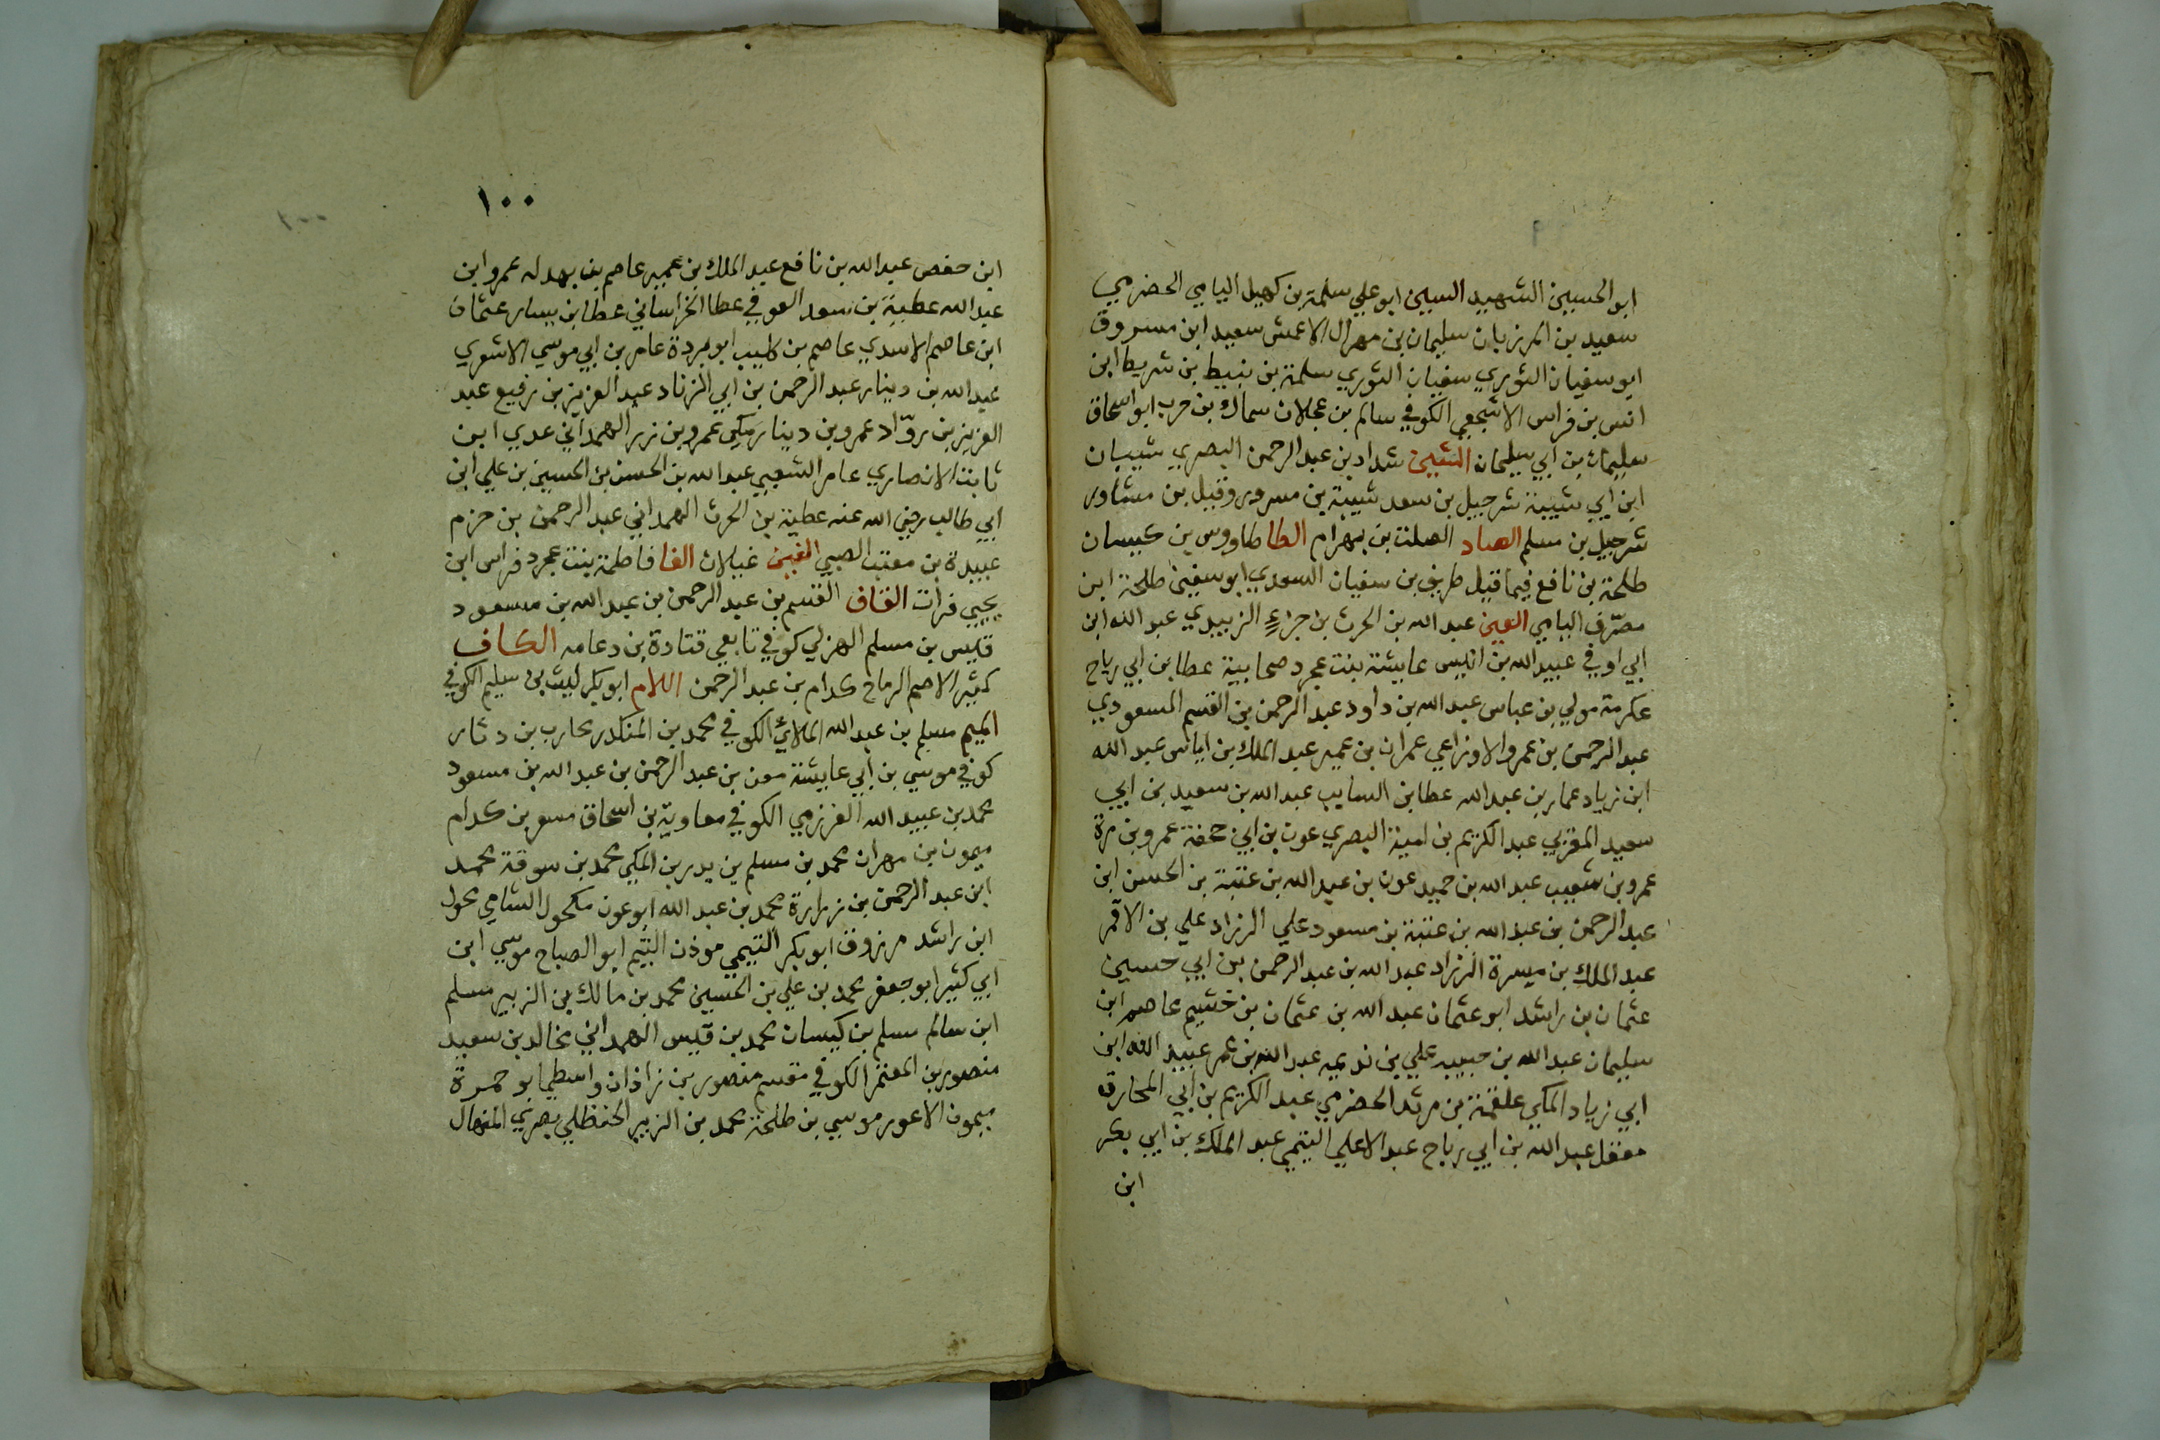 ابو الحسين الشهيد السين ابو علي سلمة بن كهيل اليامي الحضرمي
سعيد بن المرزبان سليمان بن مهرال الاعمش سعيد ابن مسروق
ابو سفيان الثوري سفيان الثوري سلمة بن نبيط بن شريط ابن
انس بن فراس الاشجعي الكوفي سالم بن عجلان سماك بن حرب ابو اسحاق
سليمان بن ابي سليمان الشين شداد بن عبد الرحمن البصري شيبان
ابن ابي شيبة شرحبيل بن سعد شيبة بن مسرور وقيل بن مشاور
شرحبيل بن مسلم الصاد الصلت بن بهرام الطا طاووس بن كيسان
طلحة بن نافع فيما قيل طريف بن سفيان السعدي ابو سفين طلحة ابن
مصرّف اليامي العين عبد الله بن الحرث بن جزءٍ الزبيدي عبد الله ابن
ابي اوفي عبيد الله بن انيس عايشة بنت عجرد صحابية عطا بن ابي رباح
عكرمة مولي بن عباس عبد الله بن داود عبد الرحمن بن القسم المسعودي
عبد الرحمن بن عمرو الاوزاعي عمران بن عمير عبد الملك بن اياس عبد الله
ابن زياد عمار بن عبد الله عطا بن السايب عبد الله بن سعيد بن ابي
سعيد المقربي عبد الكريم بن امية البصري عون بن ابي حجفة عمرو بن مرة
عمرو بن شعيب عبد الله بن حميد عون بن عبد الله بن عتبة بن الحسن ابن
عبد الرحمن بن عبد الله بن عتبة بن مسعود علي الرزاد علي بن الاقمر
عبد الملك بن ميسرة الزراد عبد الله بن عبد الرحمن بن ابي حسين
عثمان بن راشد ابو عثمان عبد الله بن عثمان بن خثيم عاصم ابن
سليمان عبد الله بن حبيب علي بن نديمه عبد الله بن عمر عبيد الله ابن
ابي زياد المكي علقمة بن مرثد الحضرمي عبد الكريم بن ابي المخارق
معقل عبد الله بن ابي رباح عبد الاعلي التيمي عبد الملك بن ابي بكر
ابن
١٠٠
ابن حفص عبد الله بن نافع عبد الملك بن عمير عاصم بن بهدله عمرو ابن
عبد الله عطية بن سعد العوفي عطا الخراساني عطا بن يسار عثمان
ابن عاصم الاسدي عاصم بن كليب ابو بردة عامر بن ابي موسي الاشعري
عبد الله بن دينار عبد الرحمن بن ابي الزناد عبد العزيز بن رفيع عبد
العزيز بن روّاد عمرو بن دينار مكي عمرو بن زر الهمداني عدي ابن
ثابت الانصاري عامر الشعبي عبد الله بن الحسن بن الحسين بن علي ابن
ابي طالب رضي الله عنه عطية بن الحرث الهمداني عبد الرحمن بن حزم
عبيدة بن معتب الضبي الغين غيلان الفا فاطمة بنت عجرد فراس ابن
يحيي فرات القاف القسم بن عبد الرحمن بن عبد الله بن مسعود
قيس بن مسلم الهزلي كوفي تابعي قتادة بن دعامه الكاف
كثير الاصم الرماح كدام بن عبد الرحمن اللام ابو بكر ليث بن سليم الكوفي
الميم مسلم بن عبد الله الملائي الكوفي محمد بن المنكدر محارب بن دثار
كوفي موسي بن ابي عايشة معن بن عبد الرحمن بن عبد الله بن مسعود
محمد بن عبيد الله الغرزمي الكوفي معاوية بن اسحاق مسعر بن كدام
ميمون بن مهران محمد بن مسلم بن يدرس المكي محمد بن سوقة محمد
ابن عبد الرحمن بن زرارة محمد بن عبد الله ابو عون مكحول الشامي مخول
ابن راشد مرزوق ابو بكر التيمي موذن التيم ابو الصباح موسي ابن
ابي كثير ابو جعفر محمد بن علي بن الحسين محمد بن مالك بن الزبير مسلم
ابن سالم مسلم بن كيسان محمد بن قيس الهمداني مخالد بن سعيد
منصور بن المعتمر الكوفي مقسم منصور بن زاذان واسطيا بو حمرة
ميمون الاعور موسي بن طلحة محمد بن الزبير الحنظلي بصري المنهال